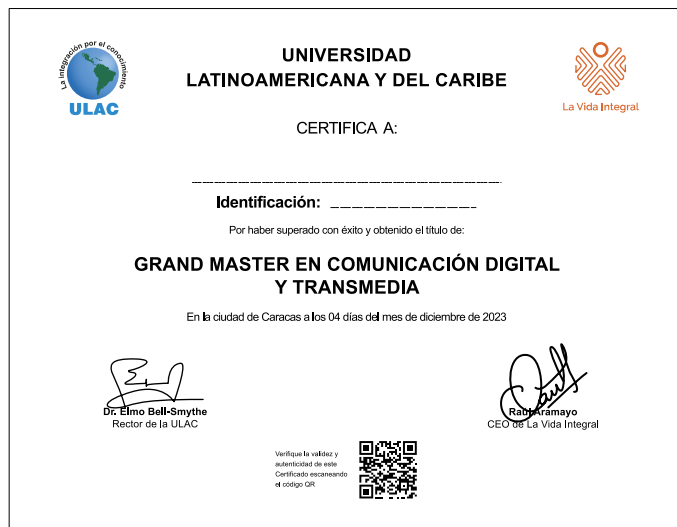 La integración por el conocimiento
ULAC
UNIVERSIDAD
LATINOAMERICANA Y DEL CARIBE
La Vida Integral
CERTIFICA A:
Identificación:
Por haber superado con éxito y obtenido el título de:
GRAND MASTER EN COMUNICACIÓN DIGITAL
Y TRANSMEDIA
En la ciudad de Caracas a los 04 días del mes de diciembre de 2023
Dr. Elmo Bell-Smythe
Rector de la ULAC
Raúl Aramayo
CEO de La Vida Integral
Verifique la validez y
autenticidad de este
Certificado escaneando
el código QR